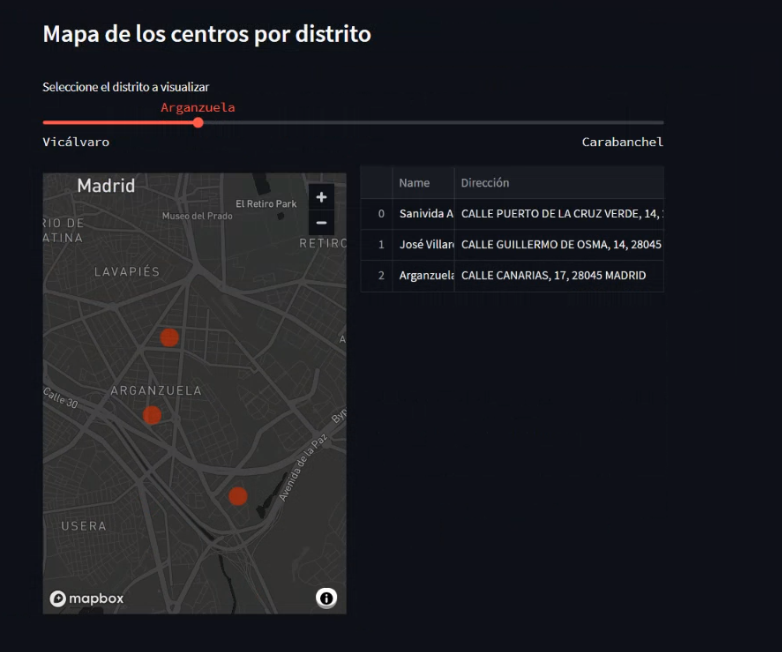 Mapa de los centros por distrito
Seleccione el distrito a visualizar
Arganzuela
Vicálvaro
Carabanchel
Madrid
El Retiro Park
Museo del Prado
RIO DE
ATINA
RETIRO
LAVAPIÉS
ARGANZUELA
Calle 30
Avenida de la Paz
USERA
mapbox
+
−
Name Dirección
0 Sanivida A CALLE PUERTO DE LA CRUZ VERDE, 14,
1 José Villar CALLE GUILLERMO DE OSMA, 14, 28045
2 Arganzuela CALLE CANARIAS, 17, 28045 MADRID